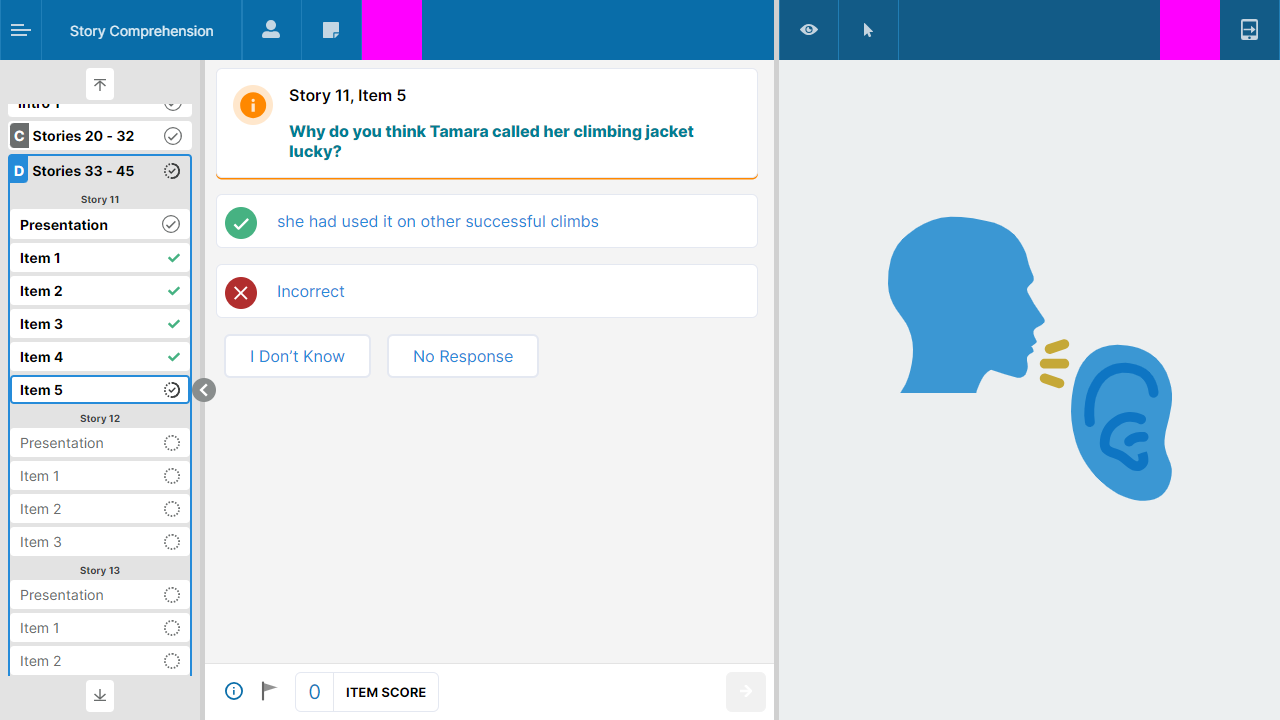 Story Comprehension
Intro 1
C Stories 20 - 32
D Stories 33 - 45
Story 11
Presentation
Item 1
Item 2
Item 3
Item 4
Item 5
Story 12
Presentation
Item 1
Item 2
Item 3
Story 13
Presentation
Item 1
Item 2
Story 11, Item 5
Why do you think Tamara called her climbing jacket
lucky?
she had used it on other successful climbs
Incorrect
I Don’t Know
No Response
0 ITEM SCORE